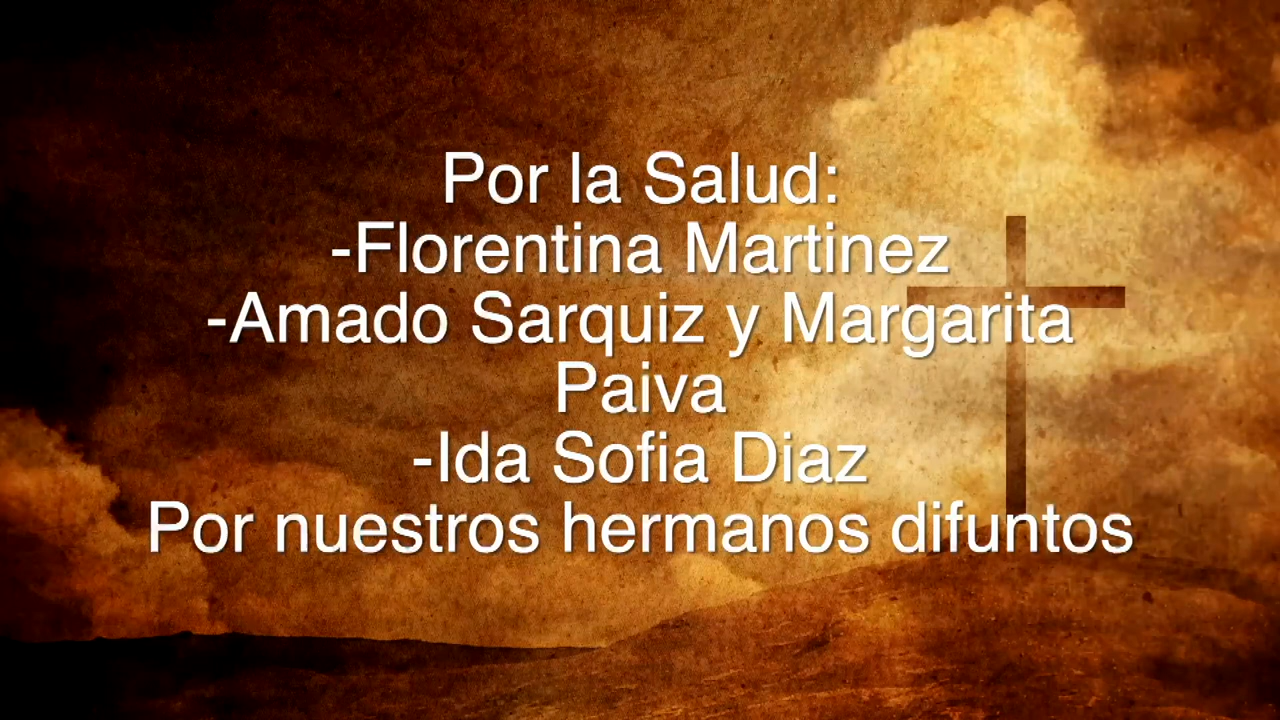 Por la Salud:
-Florentina Martinez
-Amado Sarquiz y Margarita
Paiva
-Ida Sofia Diaz
Por nuestros hermanos difuntos